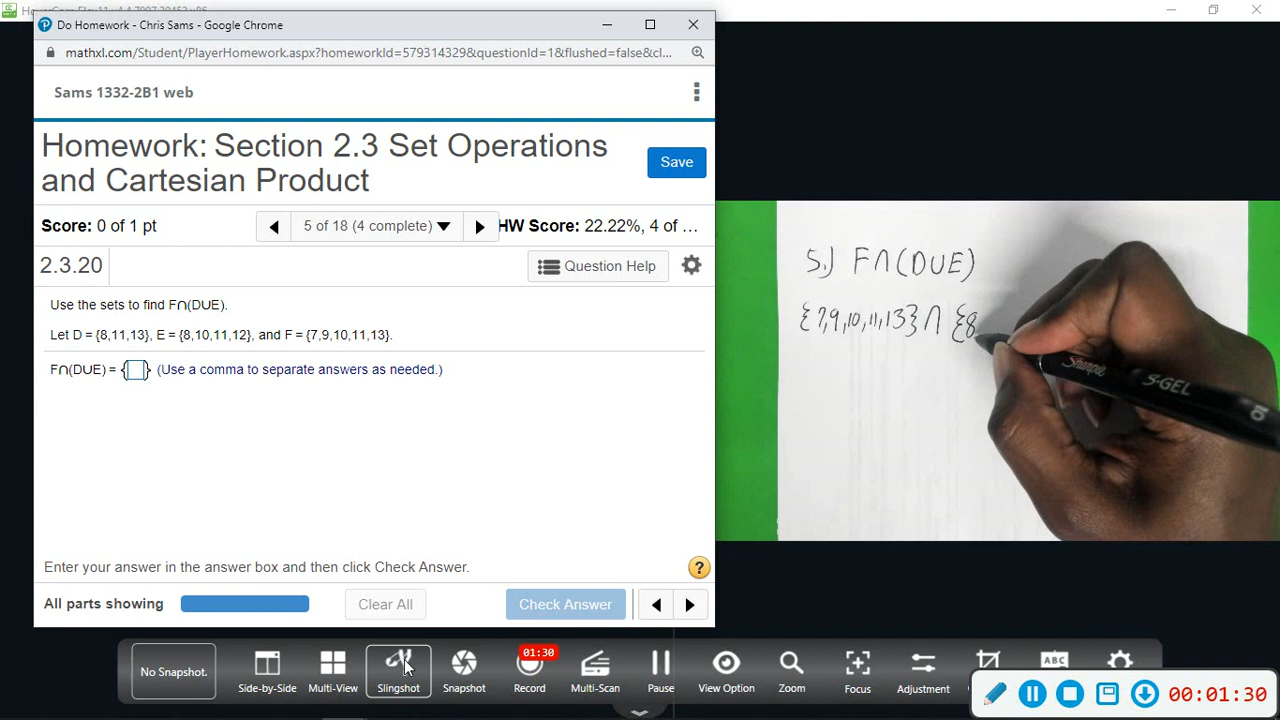 Do Homework - Chris Sams - Google Chrome
mathxl.com/Student/PlayerHomework.aspx?homeworkId=579314329&questionId=1&flushed=false&cl...
Sams 1332-2B1 web
Homework: Section 2.3 Set Operations
and Cartesian Product
Save
Score: 0 of 1 pt
5 of 18 (4 complete)
HW Score: 22.22%, 4 of ...
2.3.20
Question Help
Use the sets to find F∩(D∪E).
Let D = {8,11,13}, E = {8,10,11,12}, and F = {7,9,10,11,13}.
F∩(D∪E) = {} (Use a comma to separate answers as needed.)
Enter your answer in the answer box and then click Check Answer.
?
All parts showing
Clear All
Check Answer
5.) F∩(D∪E)
{7,9,10,11,13} ∩ {8
Sharpie S-GEL
No Snapshot.
Side-by-Side
Multi-View
Slingshot
Snapshot
01:30
Record
Multi-Scan
Pause
View Option
Zoom
Focus
Adjustment
ABC
00:01:30